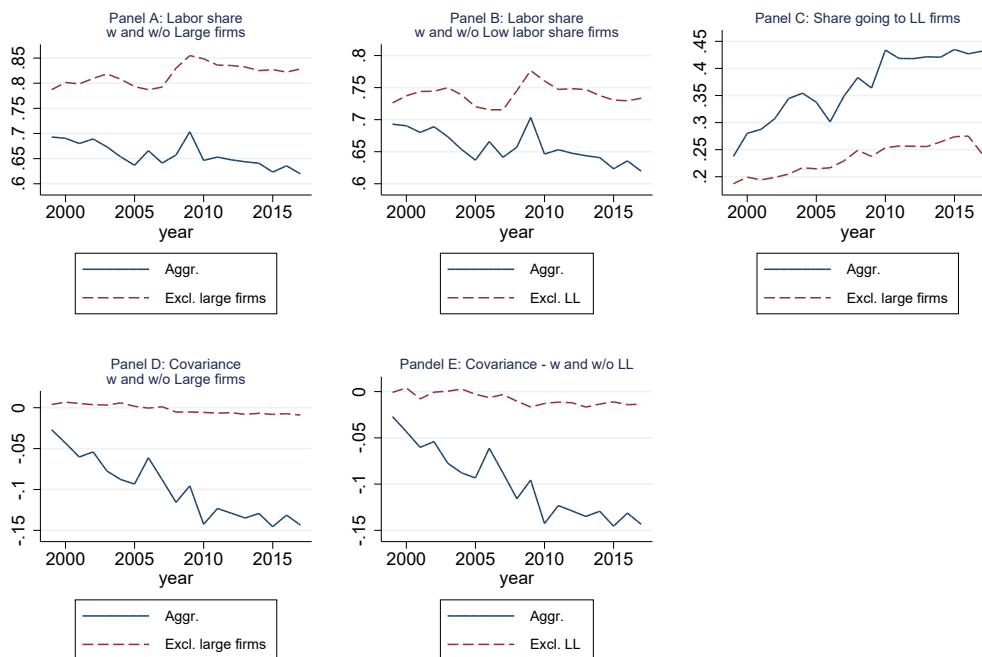 Panel A: Labor share
w and w/o Large firms
.85
.8
.75
.7
.65
.6
2000
2005
2010
2015
year
Aggr.
Excl. large firms
Panel B: Labor share
w and w/o Low labor share firms
.8
.75
.7
.65
.6
2000
2005
2010
2015
year
Aggr.
Excl. LL
Panel C: Share going to LL firms
.45
.4
.35
.3
.25
.2
2000
2005
2010
2015
year
Aggr.
Excl. large firms
Panel D: Covariance
w and w/o Large firms
0
-.05
-.1
-.15
2000
2005
2010
2015
year
Aggr.
Excl. large firms
Pandel E: Covariance - w and w/o LL
0
-.05
-.1
-.15
2000
2005
2010
2015
year
Aggr.
Excl. LL